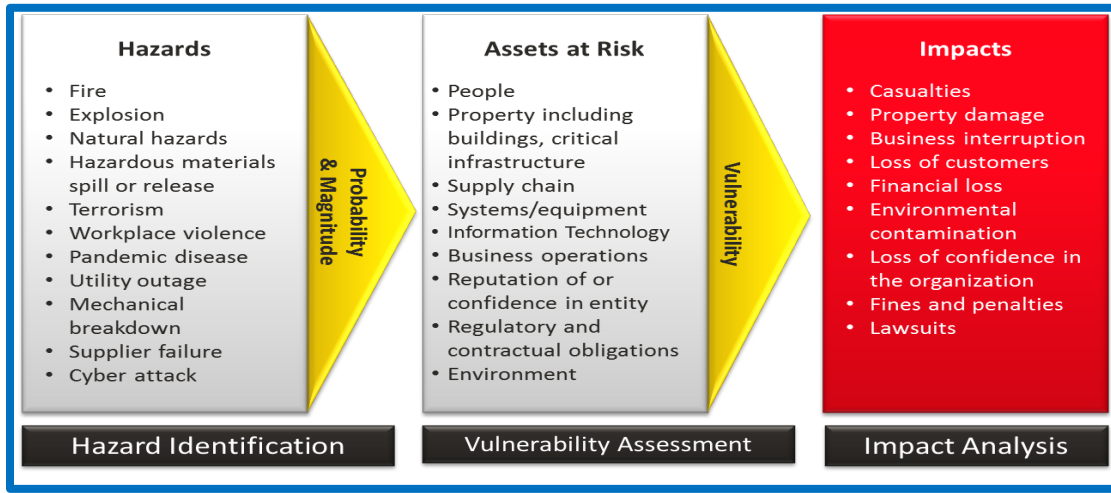 Hazards
• Fire
• Explosion
• Natural hazards
• Hazardous materials
spill or release
• Terrorism
• Workplace violence
• Pandemic disease
• Utility outage
• Mechanical
breakdown
• Supplier failure
• Cyber attack
Probability
& Magnitude
Assets at Risk
• People
• Property including
buildings, critical
infrastructure
• Supply chain
• Systems/equipment
• Information Technology
• Business operations
• Reputation of or
confidence in entity
• Regulatory and
contractual obligations
• Environment
Vulnerability
Impacts
• Casualties
• Property damage
• Business interruption
• Loss of customers
• Financial loss
• Environmental
contamination
• Loss of confidence in
the organization
• Fines and penalties
• Lawsuits
Hazard Identification
Vulnerability Assessment
Impact Analysis